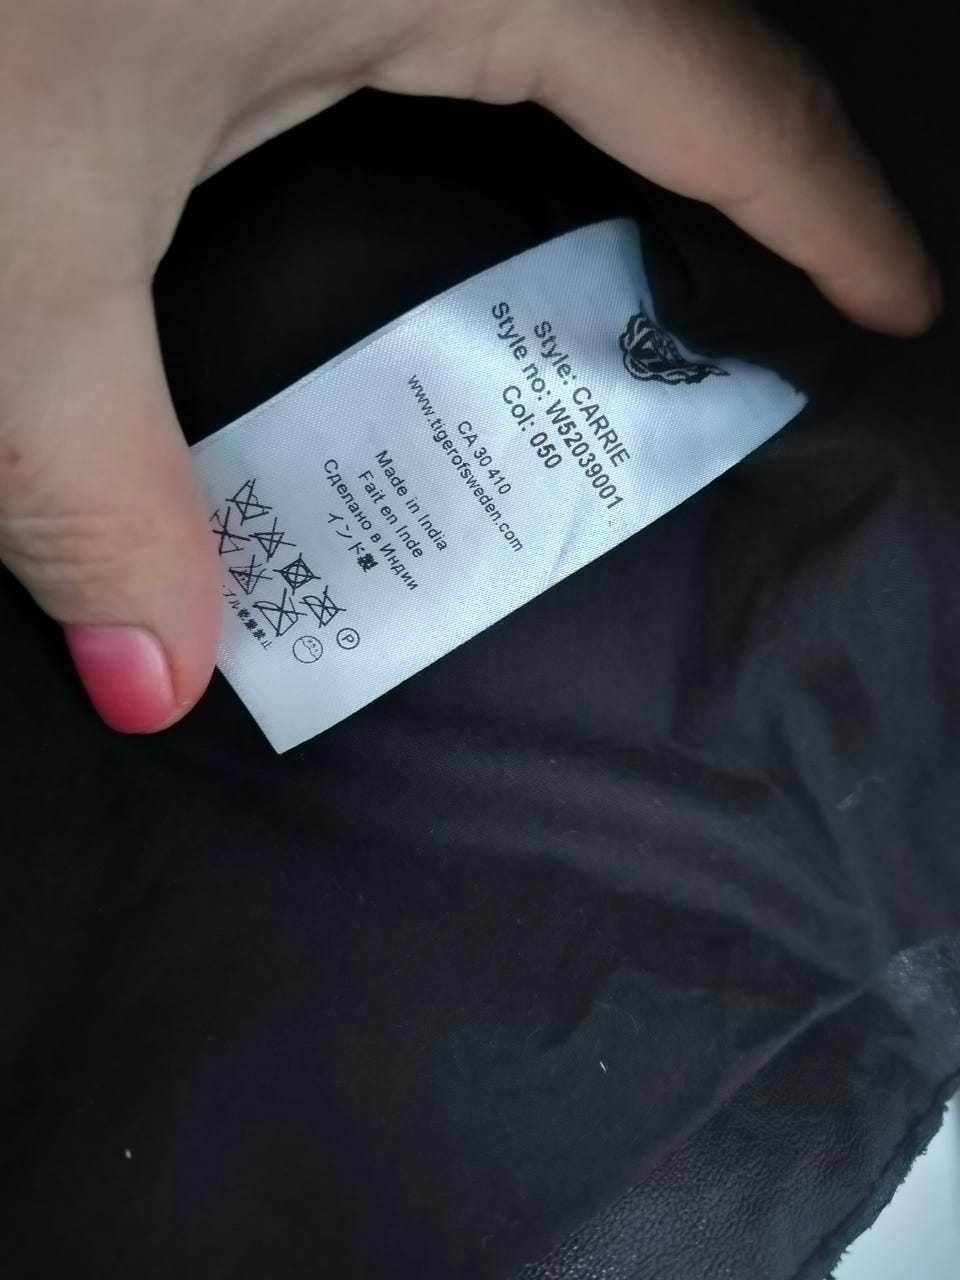 Style: CARRIE
Style no: W52039001
Col: 050
CA 30 410
www.tigerofsweden.com
Made in India
Fait en Inde
Сделано в Индии
インド製
P